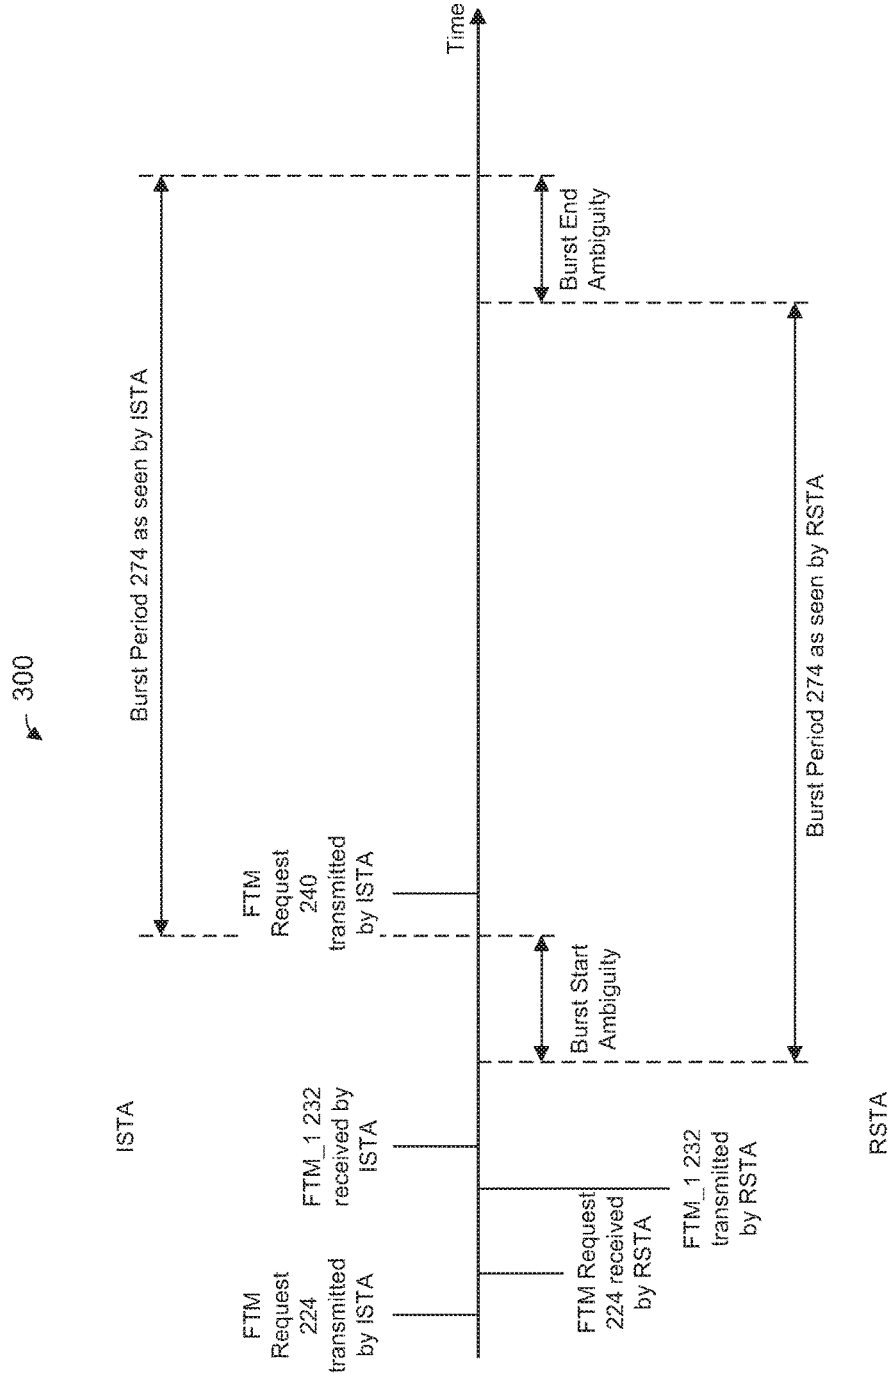 300
ISTA
Burst Period 274 as seen by ISTA
FTM
Request
224
transmitted
by ISTA
FTM_1 232
received by
ISTA
FTM
Request
240
transmitted
by ISTA
Time
FTM Request
224 received
by RSTA
FTM_1 232
transmitted
by RSTA
Burst Start
Ambiguity
Burst End
Ambiguity
Burst Period 274 as seen by RSTA
RSTA